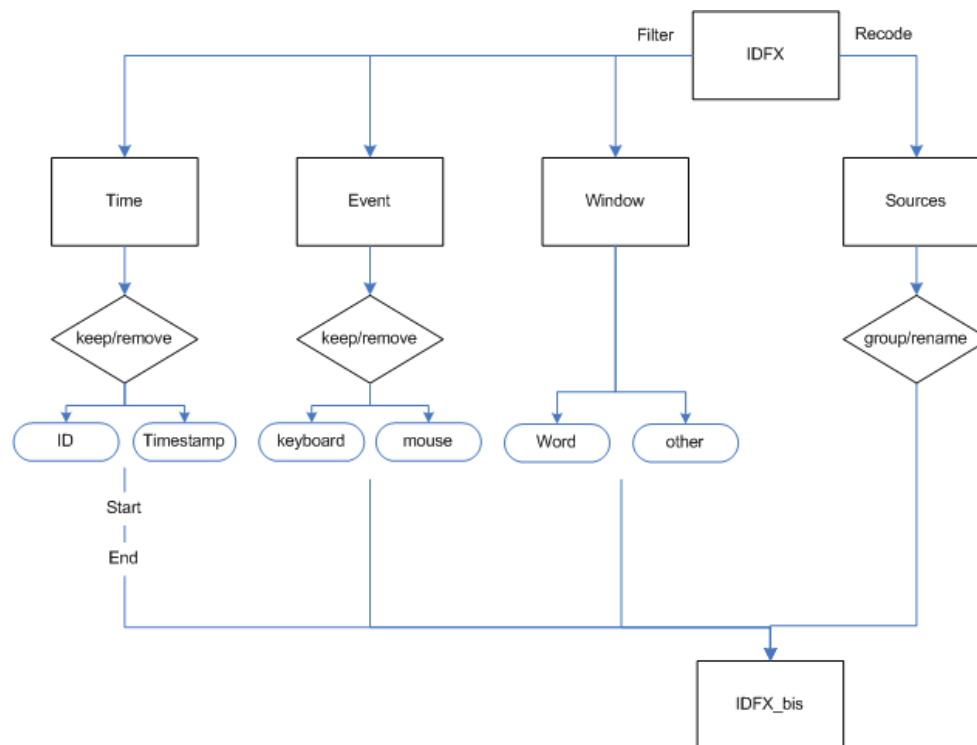 Filter
IDFX
Recode
Time
Event
Window
Sources
keep/remove
keep/remove
group/rename
ID
Timestamp
keyboard
mouse
Word
other
Start
End
IDFX_bis